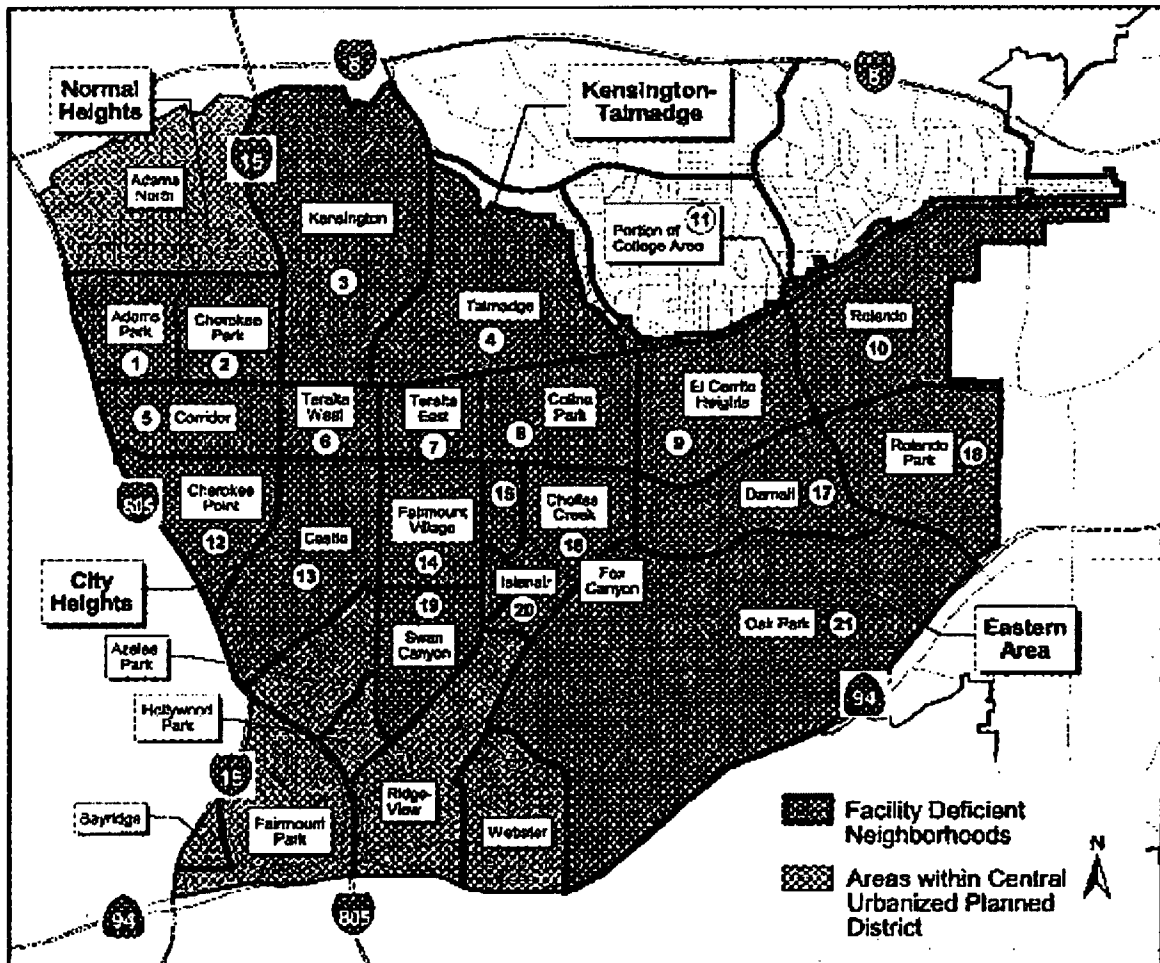 8
8
Normal
Heights
Kensington-
Talmadge
15
Adams
North
Kensington
11
Portion of
College Area
3
Talmadge
4
Rolando
10
Adams
Park
1
Cherokee
Park
2
5
Corridor
Teralta
West
6
Teralta
East
7
Colina
Park
8
El Cerrito
Heights
9
Rolando
Park
18
805
Cherokee
Point
12
Castle
13
Fairmount
Village
14
Chollas
Creek
Darnall
17
City
Heights
19
Swan
Canyon
Islenair
20
Fox
Canyon
Oak Park
21
Eastern
Area
Azalea
Park
Hollywood
Park
94
15
Bayridge
Fairmount
Park
Ridge-
View
Webster
Facility Deficient
Neighborhoods
N
Areas within Central
Urbanized Planned
District
94
805